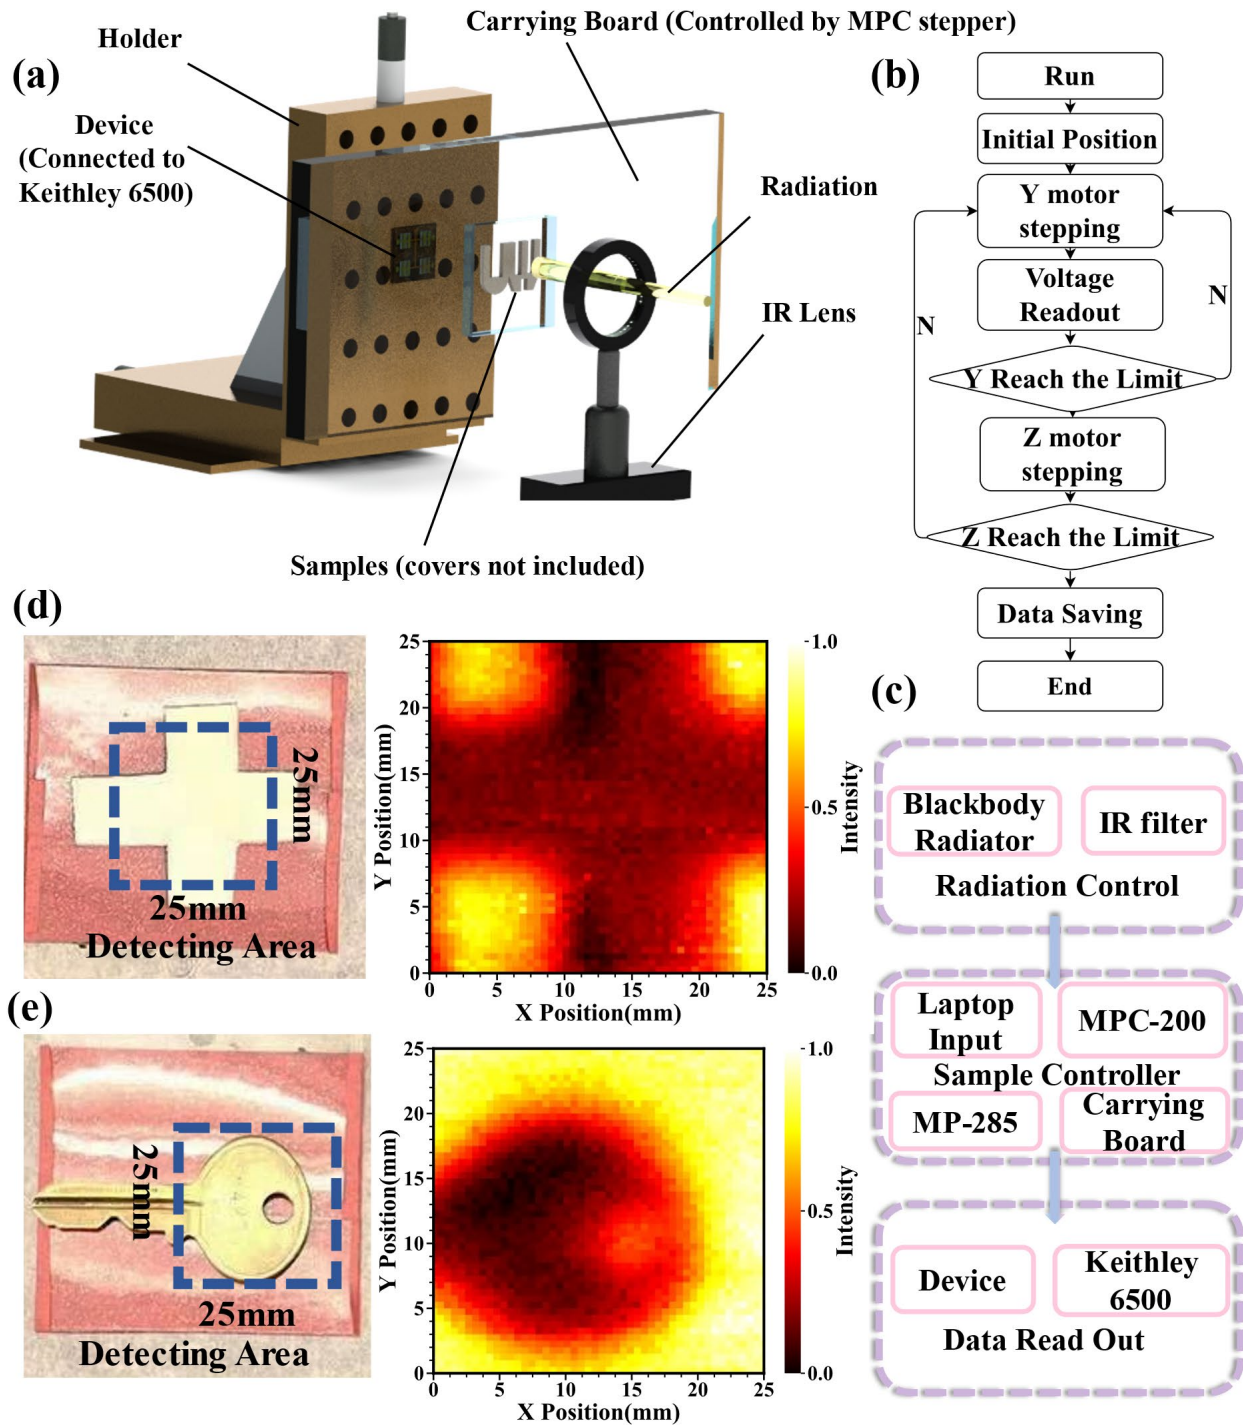 (a)
Holder
Carrying Board (Controlled by MPC stepper)
Device
(Connected to
Keithley 6500)
Radiation
IR Lens
Samples (covers not included)
(b)
Run
Initial Position
Y motor
stepping
Voltage
Readout
N
N
Y Reach the Limit
Z motor
stepping
Z Reach the Limit
Data Saving
End
(c)
Blackbody
Radiator
IR filter
Radiation Control
Laptop
Input
MPC-200
Sample Controller
MP-285
Carrying
Board
Device
Keithley
6500
Data Read Out
(d)
25mm
25mm
Detecting Area
25
20
15
10
5
0
Y Position(mm)
0 5 10 15 20 25
X Position(mm)
1.0
0.5
0.0
Intensity
(e)
25mm
25mm
Detecting Area
25
20
15
10
5
0
Y Position(mm)
0 5 10 15 20 25
X Position(mm)
1.0
0.5
0.0
Intensity